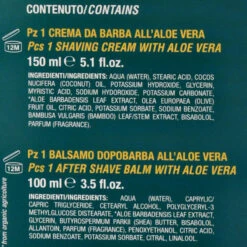 CONTENUTO/CONTAINS
Pz 1 CREMA DA BARBA ALL'ALOE VERA
Pcs 1 SHAVING CREAM WITH ALOE VERA
12M
150 ml ℮ 5.1 fl.oz.
INGREDIENTI/INGREDIENTS: AQUA (WATER), STEARIC ACID, COCOS
NUCIFERA (COCONUT) OIL, POTASSIUM HYDROXIDE, GLYCERIN,
MYRISTIC ACID, CITRIC ACID, SODIUM HYDROXIDE,
*ALOE BARBADENSIS LEAF EXTRACT, OLEA EUROPAEA (OLIVE)
FRUIT OIL, CITRIC ACID, POTASSIUM SORBATE, SODIUM BENZOATE,
BAMBUSA VULGARIS (BAMBOO) LEAF/STEM EXTRACT, BISABOLOL,
PARFUM (FRAGRANCE).
Pz 1 BALSAMO DOPOBARBA ALL'ALOE VERA
Pcs 1 AFTER SHAVE BALM WITH ALOE VERA
12M
100 ml ℮ 3.5 fl.oz.
INGREDIENTI/INGREDIENTS: AQUA (WATER), CAPRYLIC/
CAPRIC TRIGLYCERIDE, CETEARYL ALCOHOL, POLYGLYCERYL-3
METHYLGLUCOSE DISTEARATE, *ALOE BARBADENSIS LEAF EXTRACT,
GLYCERIN, BUTYROSPERMUM PARKII (SHEA) BUTTER, BISABOLOL,
ALLANTOIN, PARFUM (FRAGRANCE), PHENOXYETHANOL, CITRIC ACID,
SODIUM BENZOATE, POTASSIUM SORBATE, CITRAL, LINALOOL.
*from organic agriculture